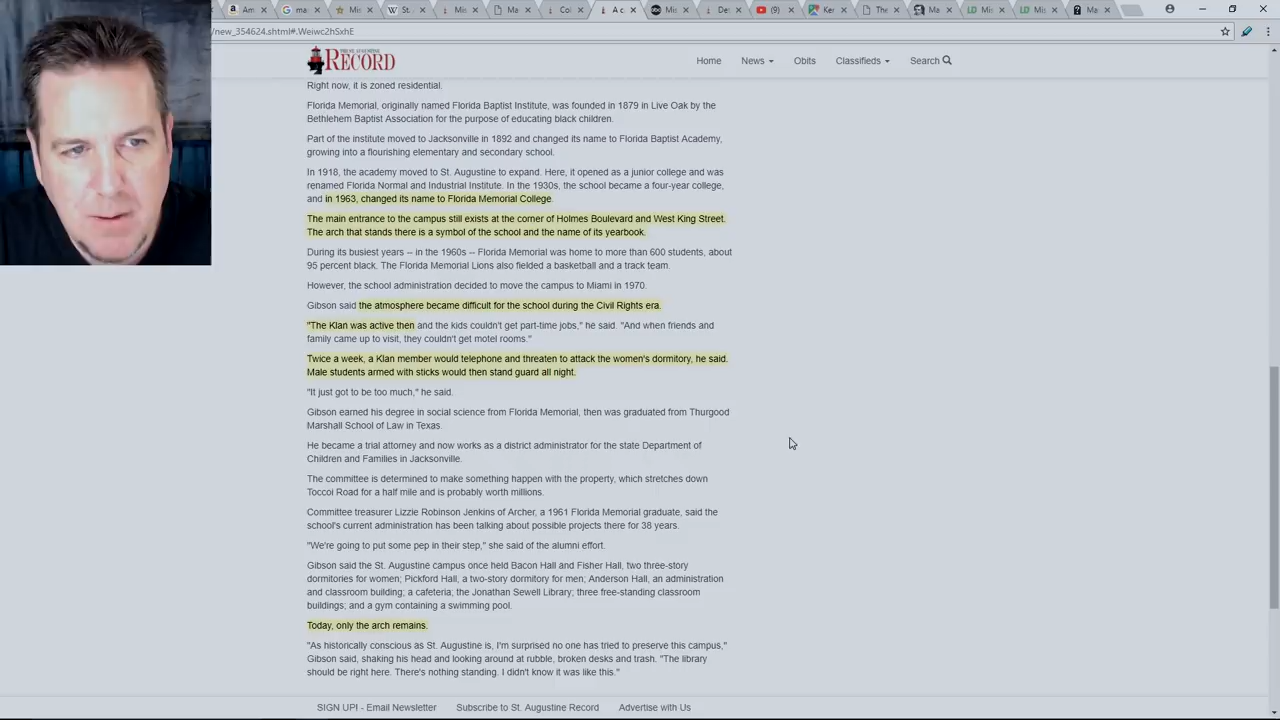 Am
ma
Mis
St.
Mis
Ma
Col
A c
Mis
De
(9)
Ke
The
Ma
LD Mis
LD Mis
Ma
/new_354624.shtml#.Weiwc2hSxhE
THE ST. AUGUSTINE
RECORD
Home News Obits Classifieds Search
Right now, it is zoned residential.
Florida Memorial, originally named Florida Baptist Institute, was founded in 1879 in Live Oak by the
Bethlehem Baptist Association for the purpose of educating black children.
Part of the institute moved to Jacksonville in 1892 and changed its name to Florida Baptist Academy,
growing into a flourishing elementary and secondary school.
In 1918, the academy moved to St. Augustine to expand. Here, it opened as a junior college and was
renamed Florida Normal and Industrial Institute. In the 1930s, the school became a four-year college,
and in 1963, changed its name to Florida Memorial College.
The main entrance to the campus still exists at the corner of Holmes Boulevard and West King Street.
The arch that stands there is a symbol of the school and the name of its yearbook.
During its busiest years -- in the 1960s -- Florida Memorial was home to more than 600 students, about
95 percent black. The Florida Memorial Lions also fielded a basketball and a track team.
However, the school administration decided to move the campus to Miami in 1970.
Gibson said the atmosphere became difficult for the school during the Civil Rights era.
"The Klan was active then and the kids couldn't get part-time jobs," he said. "And when friends and
family came up to visit, they couldn't get motel rooms."
Twice a week, a Klan member would telephone and threaten to attack the women's dormitory, he said.
Male students armed with sticks would then stand guard all night.
"It just got to be too much," he said.
Gibson earned his degree in social science from Florida Memorial, then was graduated from Thurgood
Marshall School of Law in Texas.
He became a trial attorney and now works as a district administrator for the state Department of
Children and Families in Jacksonville.
The committee is determined to make something happen with the property, which stretches down
Toccoi Road for a half mile and is probably worth millions.
Committee treasurer Lizzie Robinson Jenkins of Archer, a 1961 Florida Memorial graduate, said the
school's current administration has been talking about possible projects there for 38 years.
"We're going to put some pep in their step," she said of the alumni effort.
Gibson said the St. Augustine campus once held Bacon Hall and Fisher Hall, two three-story
dormitories for women; Pickford Hall, a two-story dormitory for men; Anderson Hall, an administration
and classroom building; a cafeteria; the Jonathan Sewell Library; three free-standing classroom
buildings; and a gym containing a swimming pool.
Today, only the arch remains.
"As historically conscious as St. Augustine is, I'm surprised no one has tried to preserve this campus,"
Gibson said, shaking his head and looking around at rubble, broken desks and trash. "The library
should be right here. There's nothing standing. I didn't know it was like this."
SIGN UP! - Email Newsletter Subscribe to St. Augustine Record Advertise with Us